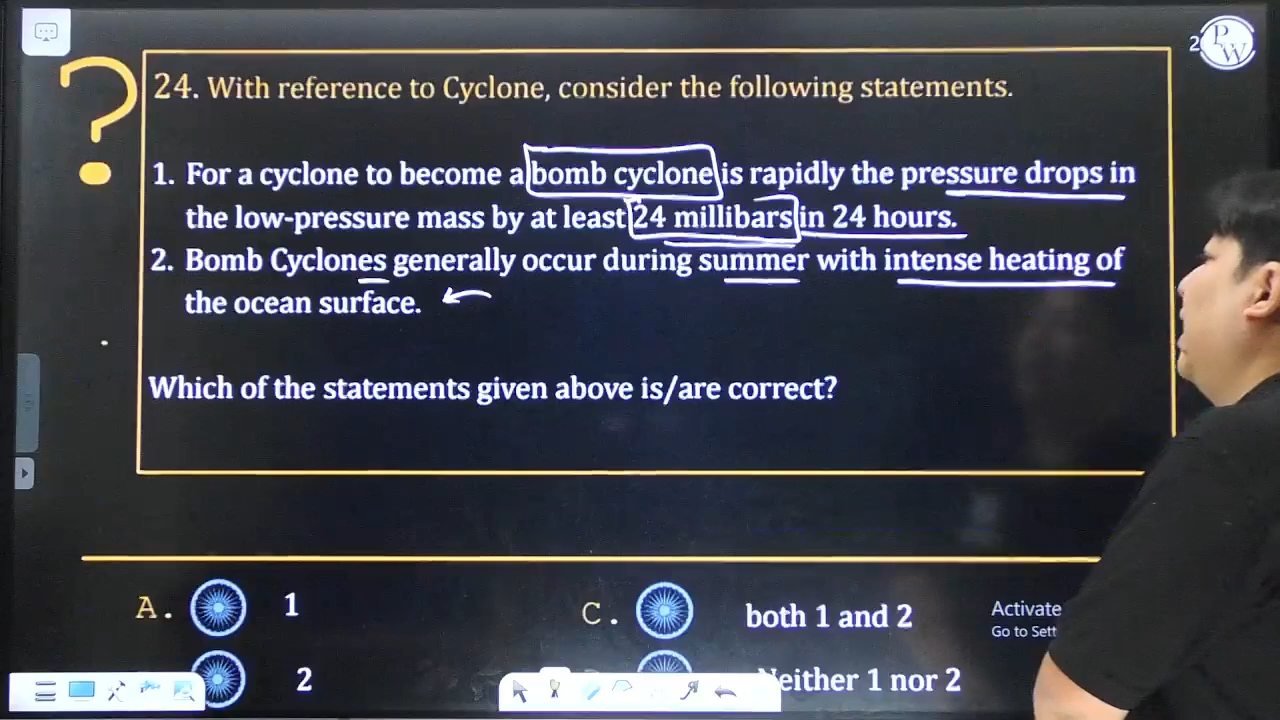 2
P
W
?
24. With reference to Cyclone, consider the following statements.
1. For a cyclone to become a bomb cyclone is rapidly the pressure drops in
the low-pressure mass by at least 24 millibars in 24 hours.
2. Bomb Cyclones generally occur during summer with intense heating of
the ocean surface.
Which of the statements given above is/are correct?
A. 1
C. both 1 and 2
Activate
Go to Sett
2
Neither 1 nor 2